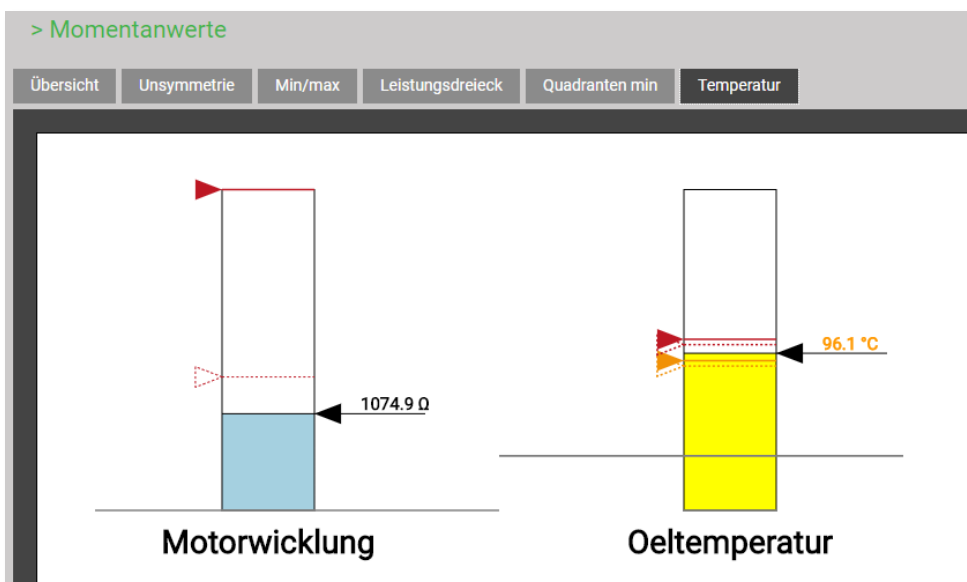 > Momentanwerte
Übersicht Unsymmetrie Min/max Leistungsdreieck Quadranten min Temperatur
96.1 °C
1074.9 Ω
Motorwicklung Oeltemperatur